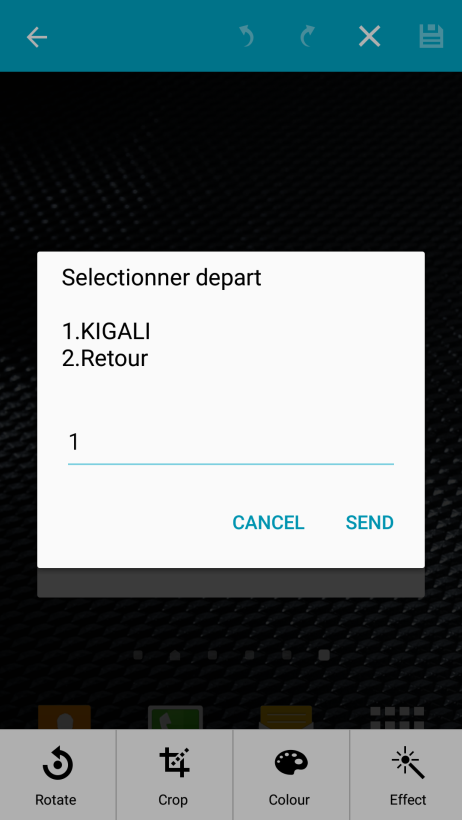 Selectionner depart
1.KIGALI
2.Retour
1
CANCEL SEND
Rotate Crop Colour Effect